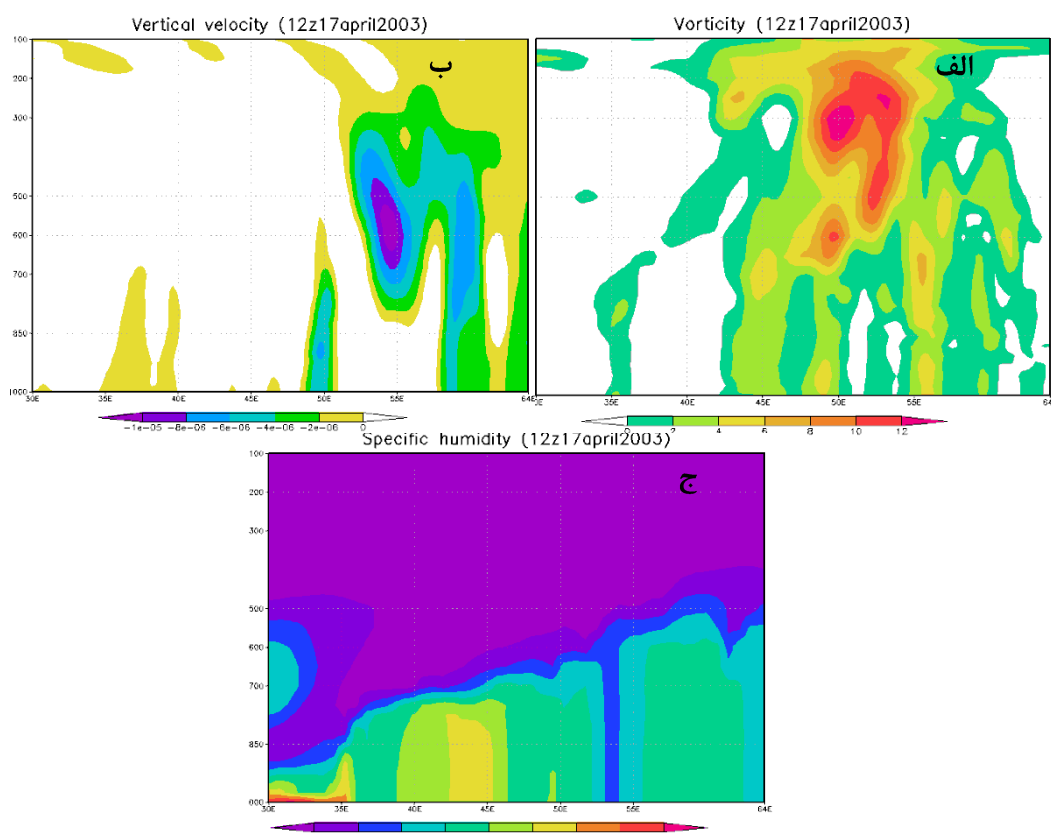 Vertical velocity (12z17april2003)
100
200
300
500
600
700
850
1000
30E
35E
40E
45E
50E
55E
64E
ب
-1e-05 -8e-06 -6e-06 -4e-06 -2e-06 0
Vorticity (12z17april2003)
الف
35E
40E
45E
50E
55E
64E
0 2 4 6 8 10 12
Specific humidity (12z17april2003)
100
200
300
500
600
700
850
30E
35E
40E
45E
50E
55E
64E
ج